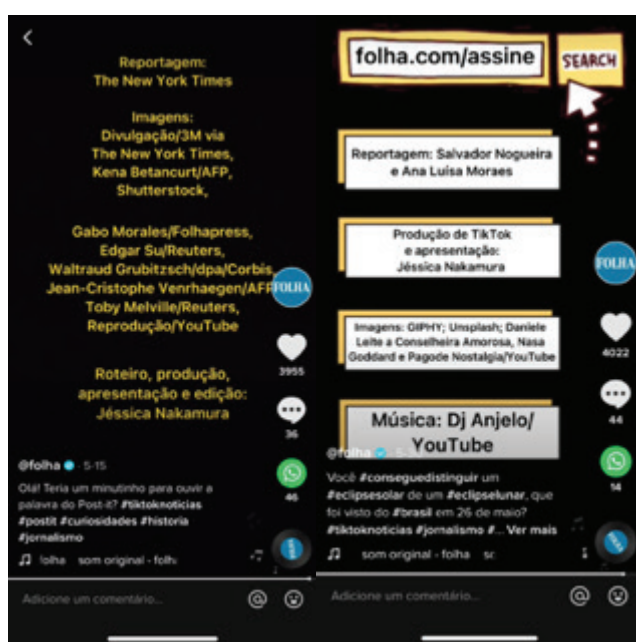 Reportagem:
The New York Times
Imagens:
Divulgação/3M via
The New York Times,
Kena Betancurt/AFP,
Shutterstock,
Gabo Morales/Folhapress,
Edgar Su/Reuters,
Waltraud Grubitzsch/dpa/Corbis,
Jean-Cristophe Venrhaegen/AFP
Toby Melville/Reuters,
Reprodução/YouTube
Roteiro, produção,
apresentação e edição:
Jéssica Nakamura
FOLHA
3955
36
46
@folha · 5-15
Olá! Teria um minutinho para ouvir a
palavra do Post-it? #tiktoknoticias
#postit #curiosidades #historia
#jornalismo
folha som original - folh
Adicione um comentário...
folha.com/assine
SEARCH
Reportagem: Salvador Nogueira
e Ana Luísa Moraes
Produção de TikTok
e apresentação:
Jéssica Nakamura
Imagens: GIPHY; Unsplash; Daniele
Leite a Conselheira Amorosa, Nasa
Goddard e Pagode Nostalgia/YouTube
Música: Dj Anjelo/
YouTube
FOLHA
4022
44
14
@folha
Você #conseguedistinguir um
#eclipsesolar de um #eclipselunar, que
foi visto do #brasil em 26 de maio?
#tiktoknoticias #jornalismo #... Ver mais
som original - folha
Adicione um comentário...